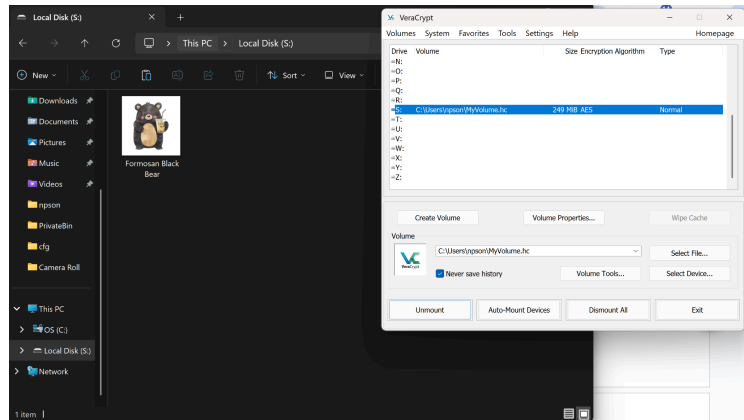 Local Disk (S:)
This PC > Local Disk (S:)
New
Sort
View
Downloads
Documents
Pictures
Music
Videos
npson
PrivateBin
cfg
Camera Roll
This PC
OS (C:)
Local Disk (S:)
Network
Formosan Black
Bear
1 item
VeraCrypt
Volumes System Favorites Tools Settings Help Homepage
Drive Volume Size Encryption Algorithm Type
N:
O:
P:
Q:
R:
S: C:\Users\npson\MyVolume.hc 249 MiB AES Normal
T:
U:
V:
W:
X:
Y:
Z:
Create Volume Volume Properties... Wipe Cache
Volume
VeraCrypt
C:\Users\npson\MyVolume.hc Select File...
Never save history Volume Tools... Select Device...
Unmount Auto-Mount Devices Dismount All Exit